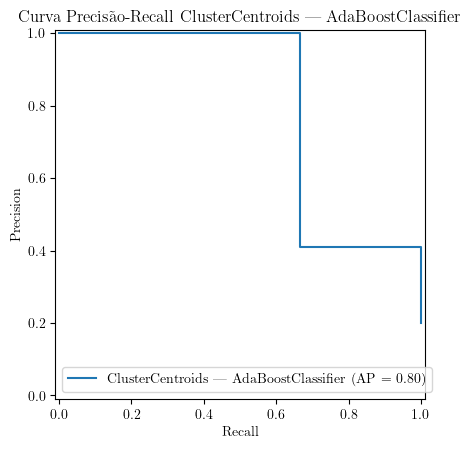 Curva Precisão-Recall ClusterCentroids — AdaBoostClassifier
1.0
0.8
0.6
0.4
0.2
0.0
Precision
ClusterCentroids — AdaBoostClassifier (AP = 0.80)
0.0 0.2 0.4 0.6 0.8 1.0
Recall